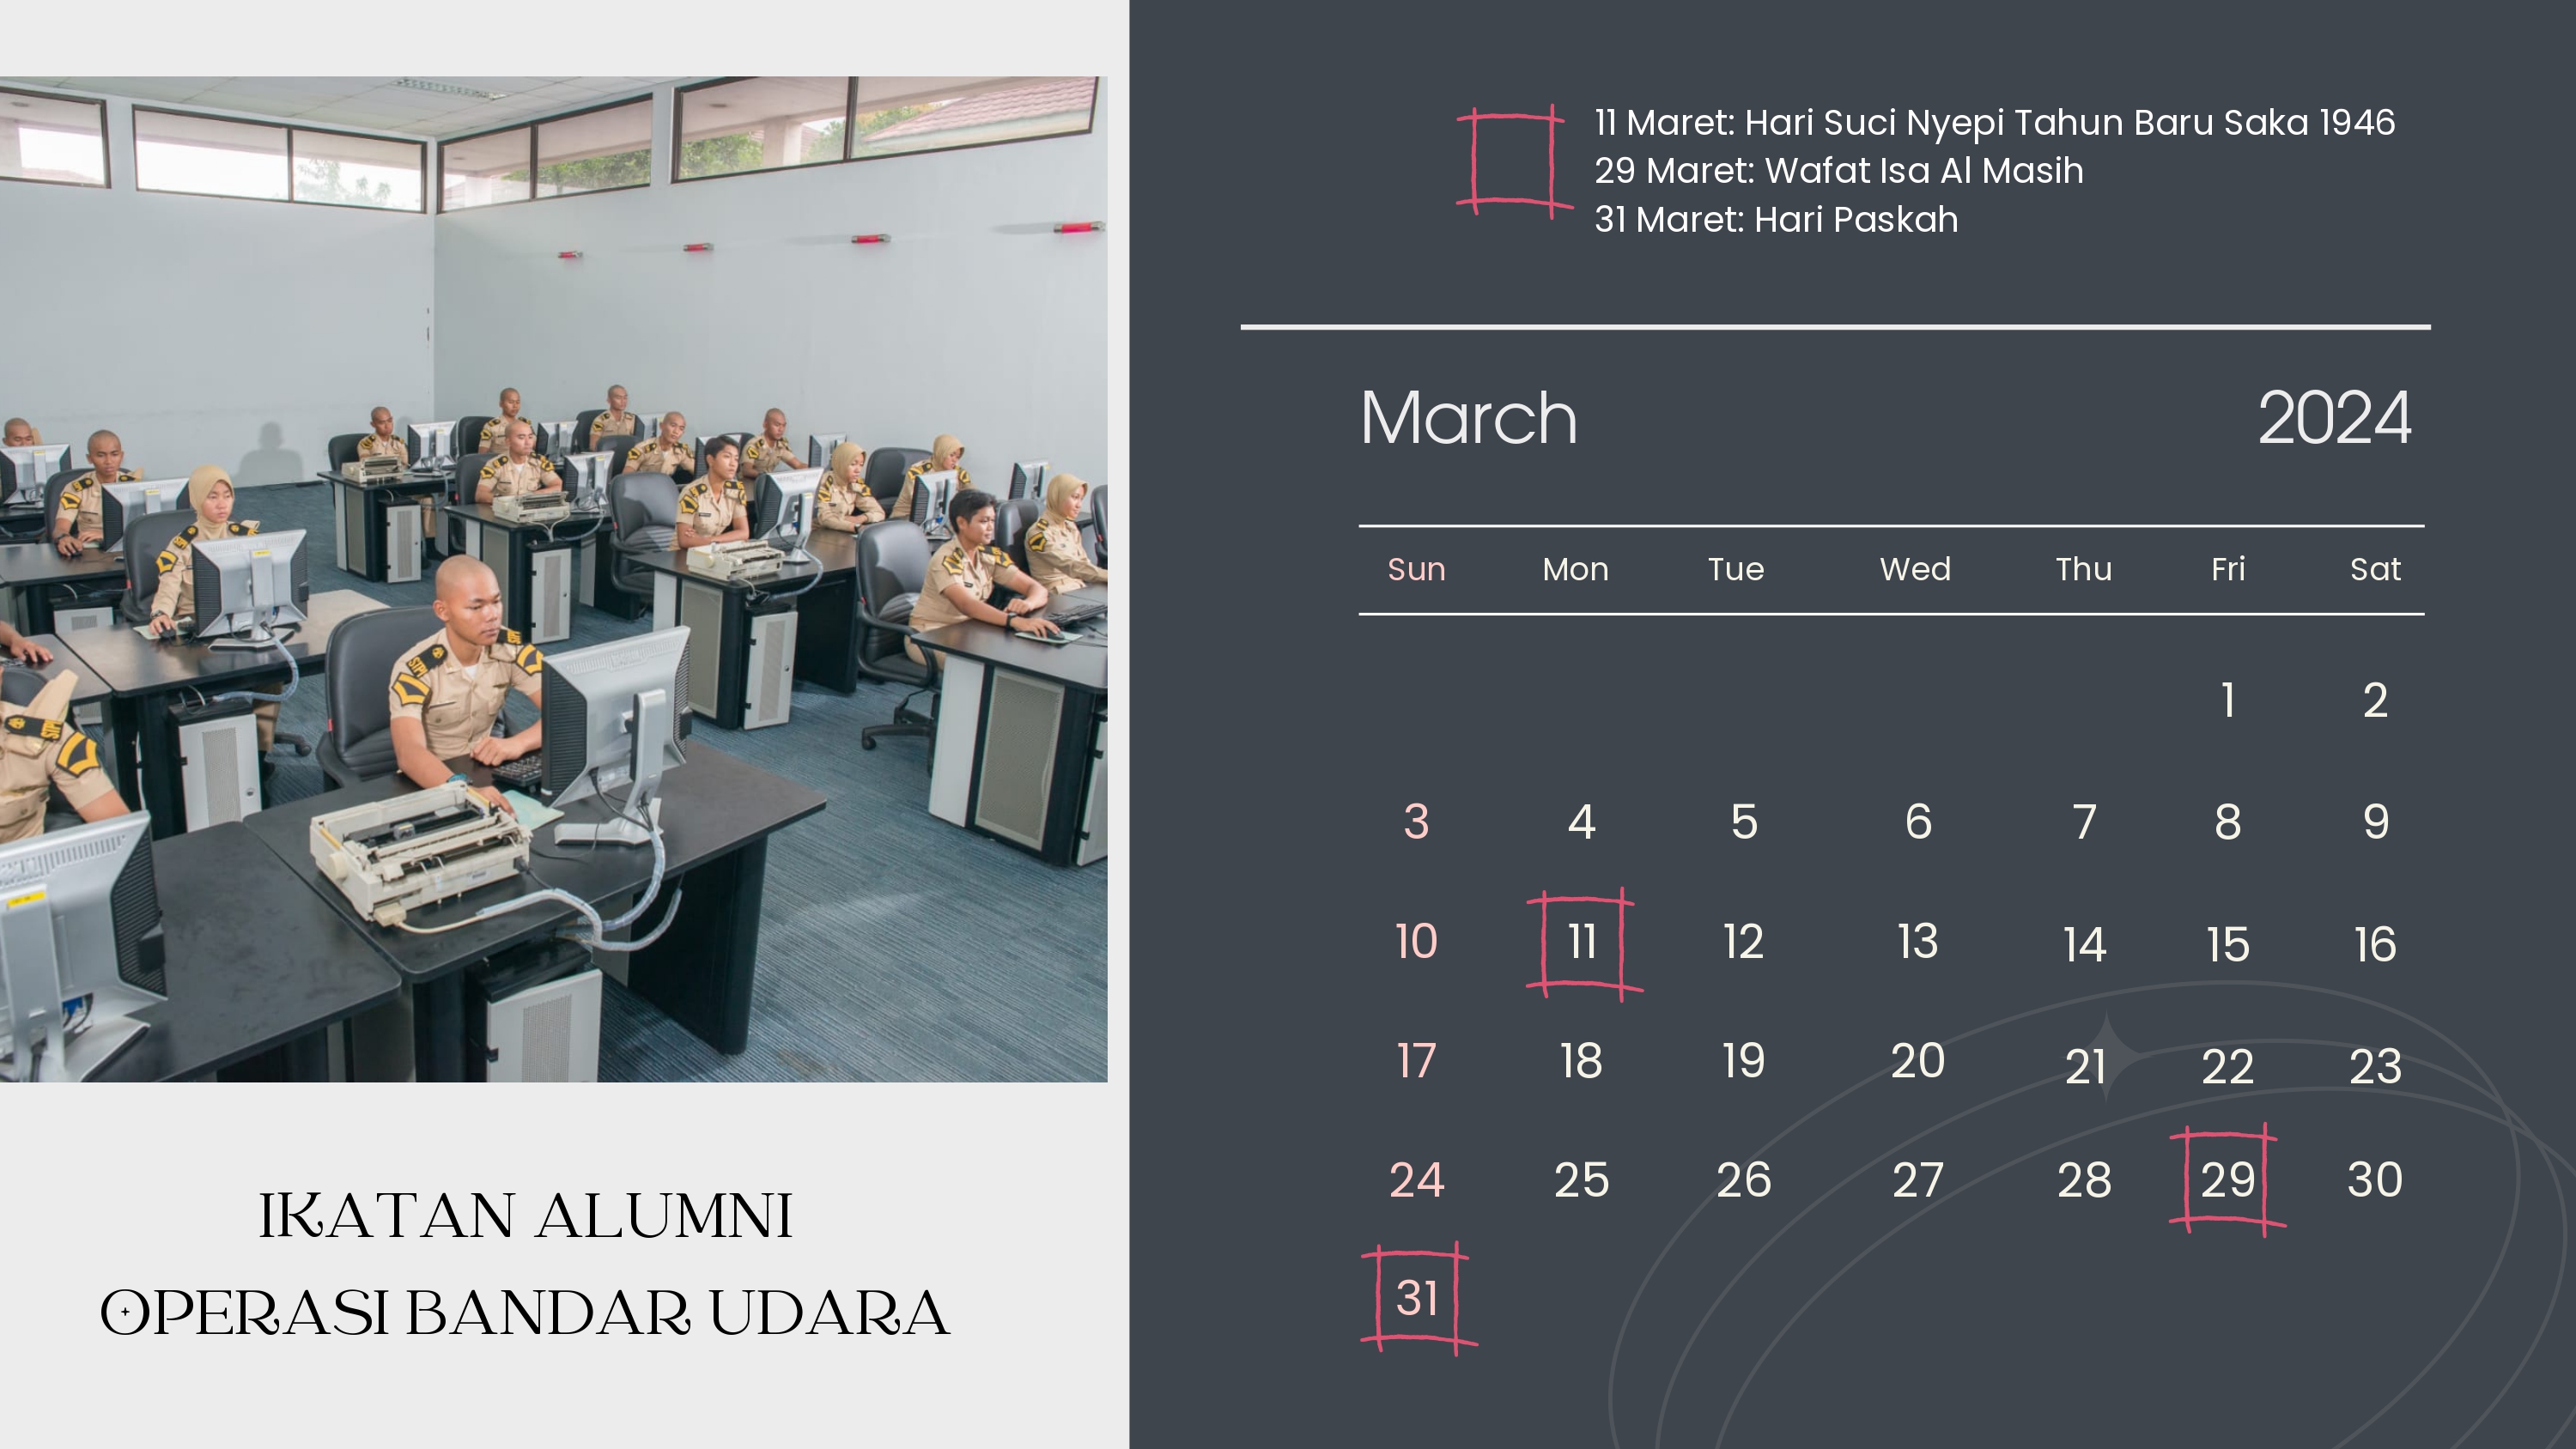 11 Maret: Hari Suci Nyepi Tahun Baru Saka 1946
29 Maret: Wafat Isa Al Masih
31 Maret: Hari Paskah
March 2024
Sun Mon Tue Wed Thu Fri Sat
1 2
3 4 5 6 7 8 9
10 11 12 13 14 15 16
17 18 19 20 21 22 23
24 25 26 27 28 29 30
31
IKATAN ALUMNI
OPERASI BANDAR UDARA
STPI
STPI